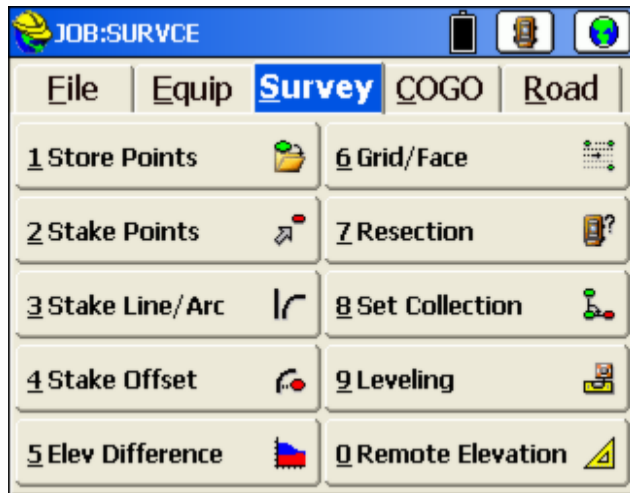 JOB:SURVCE
File Equip Survey COGO Road
1 Store Points
2 Stake Points
3 Stake Line/Arc
4 Stake Offset
5 Elev Difference
6 Grid/Face
7 Resection
8 Set Collection
9 Leveling
0 Remote Elevation